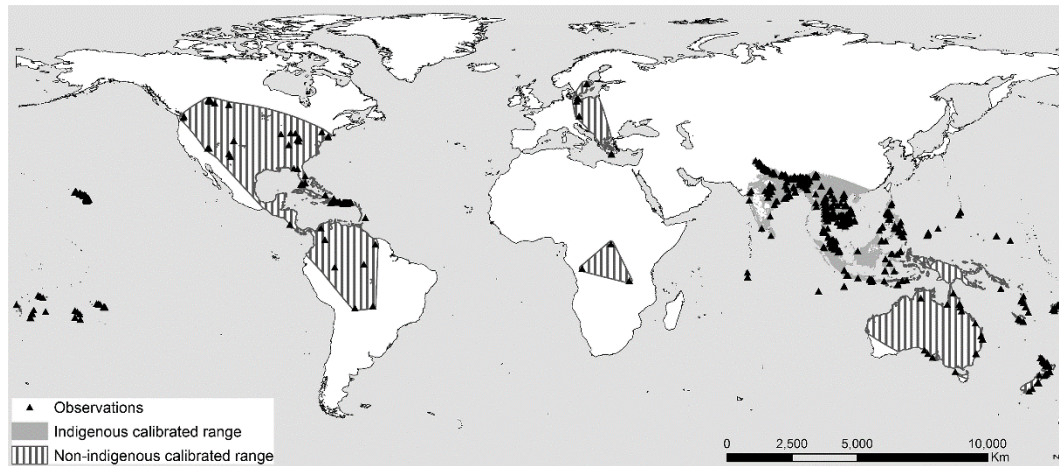 Observations
Indigenous calibrated range
Non-indigenous calibrated range
0 2,500 5,000 10,000
Km
N